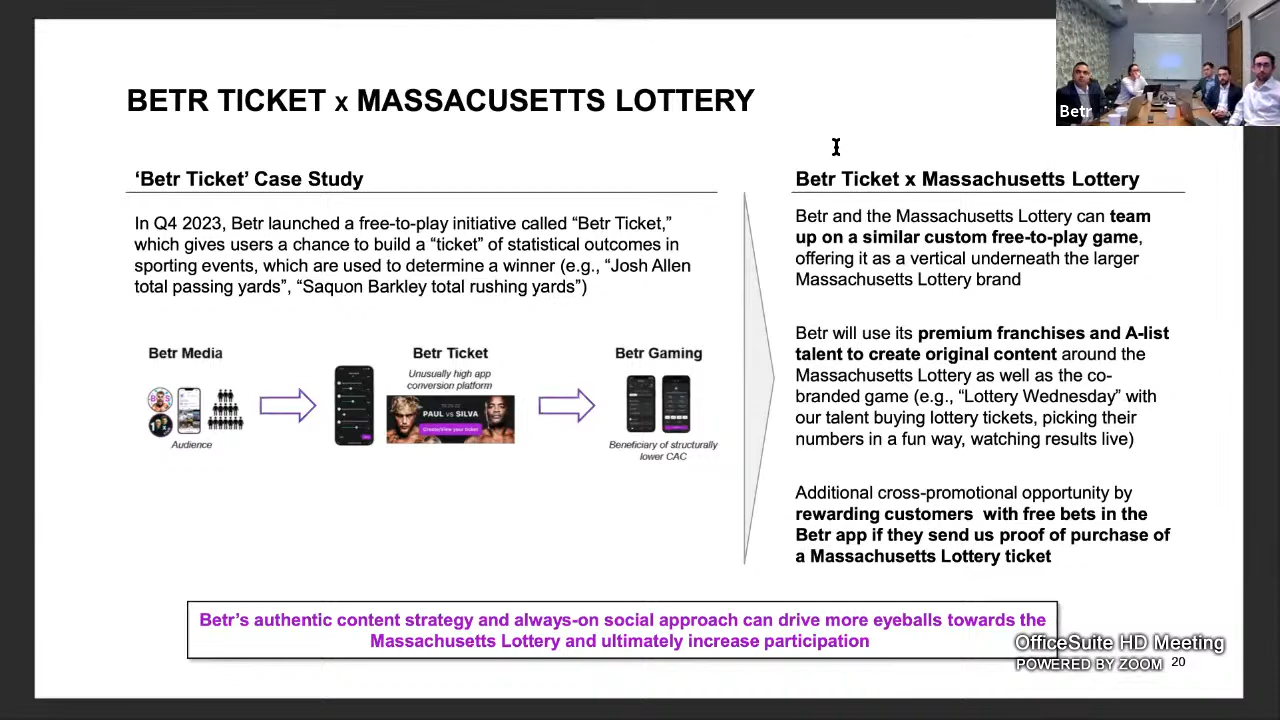 BETR TICKET x MASSACUSETTS LOTTERY
Betr
'Betr Ticket' Case Study
In Q4 2023, Betr launched a free-to-play initiative called “Betr Ticket,”
which gives users a chance to build a “ticket” of statistical outcomes in
sporting events, which are used to determine a winner (e.g., “Josh Allen
total passing yards”, “Saquon Barkley total rushing yards”)
Betr Media
Audience
Betr Ticket
Unusually high app
conversion platform
PAUL vs SILVA
Create/View your ticket
Betr Gaming
Beneficiary of structurally
lower CAC
Betr Ticket x Massachusetts Lottery
Betr and the Massachusetts Lottery can team
up on a similar custom free-to-play game,
offering it as a vertical underneath the larger
Massachusetts Lottery brand
Betr will use its premium franchises and A-list
talent to create original content around the
Massachusetts Lottery as well as the co-
branded game (e.g., “Lottery Wednesday” with
our talent buying lottery tickets, picking their
numbers in a fun way, watching results live)
Additional cross-promotional opportunity by
rewarding customers  with free bets in the
Betr app if they send us proof of purchase of
a Massachusetts Lottery ticket
Betr’s authentic content strategy and always-on social approach can drive more eyeballs towards the
Massachusetts Lottery and ultimately increase participation
OfficeSuite HD Meeting
POWERED BY ZOOM
20